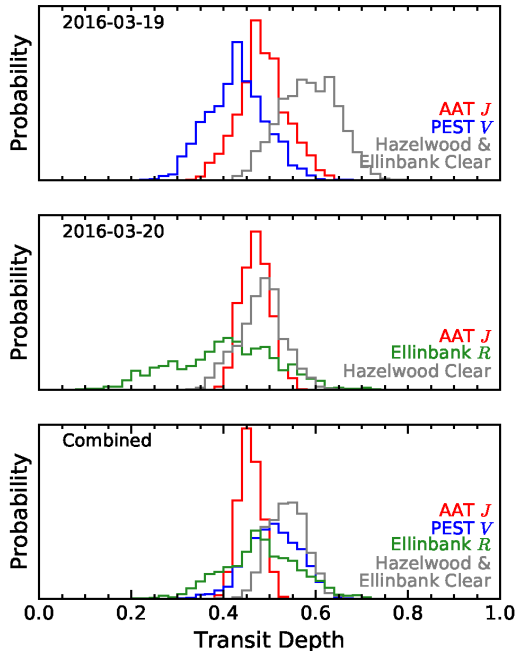 2016-03-19
Probability
AAT J
PEST V
Hazelwood &
Ellinbank Clear
2016-03-20
Probability
AAT J
Ellinbank R
Hazelwood Clear
Combined
Probability
AAT J
PEST V
Ellinbank R
Hazelwood &
Ellinbank Clear
0.0 0.2 0.4 0.6 0.8 1.0
Transit Depth